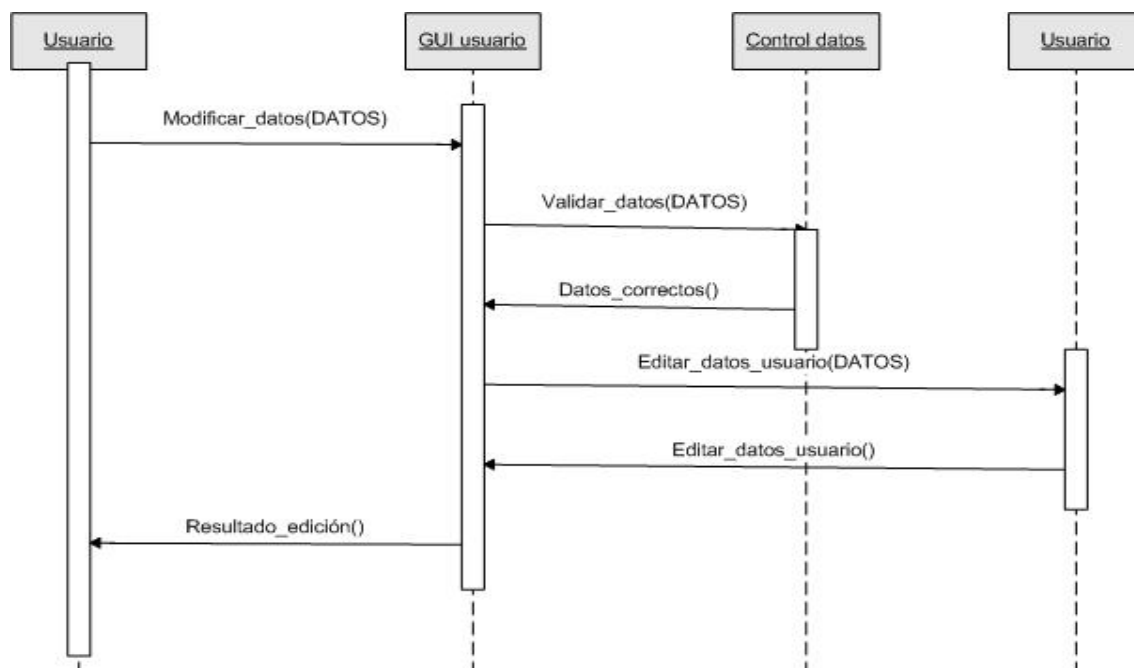 Usuario
GUI usuario
Control datos
Usuario
Modificar_datos(DATOS)
Validar_datos(DATOS)
Datos_correctos()
Editar_datos_usuario(DATOS)
Editar_datos_usuario()
Resultado_edición()